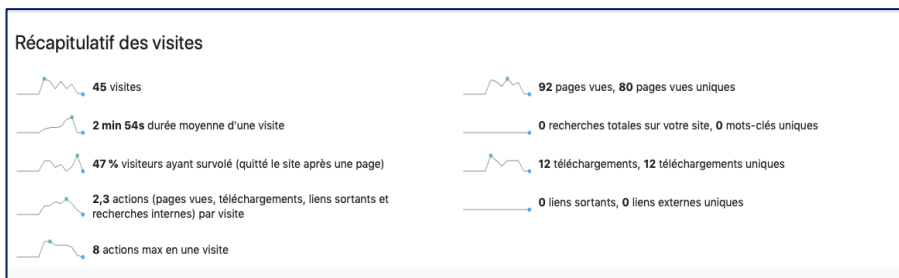 Récapitulatif des visites
45 visites
2 min 54s durée moyenne d'une visite
47 % visiteurs ayant survolé (quitté le site après une page)
2,3 actions (pages vues, téléchargements, liens sortants et
recherches internes) par visite
8 actions max en une visite
92 pages vues, 80 pages vues uniques
0 recherches totales sur votre site, 0 mots-clés uniques
12 téléchargements, 12 téléchargements uniques
0 liens sortants, 0 liens externes uniques